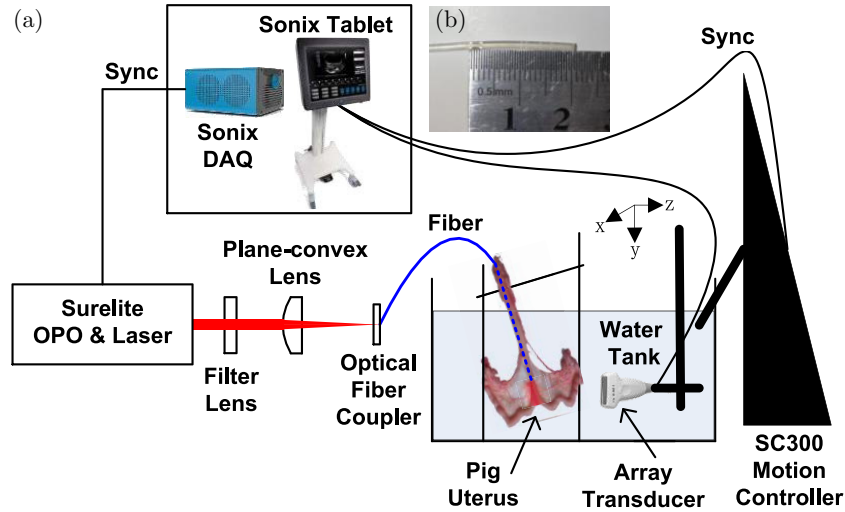 (a)
Sonix Tablet
(b)
Sync
Sync
0.5mm
1 2
Sonix
DAQ
x
z
y
Fiber
Plane-convex
Lens
Surelite
OPO & Laser
Water
Tank
Filter
Lens
Optical
Fiber
Coupler
Pig
Uterus
Array
Transducer
SC300
Motion
Controller